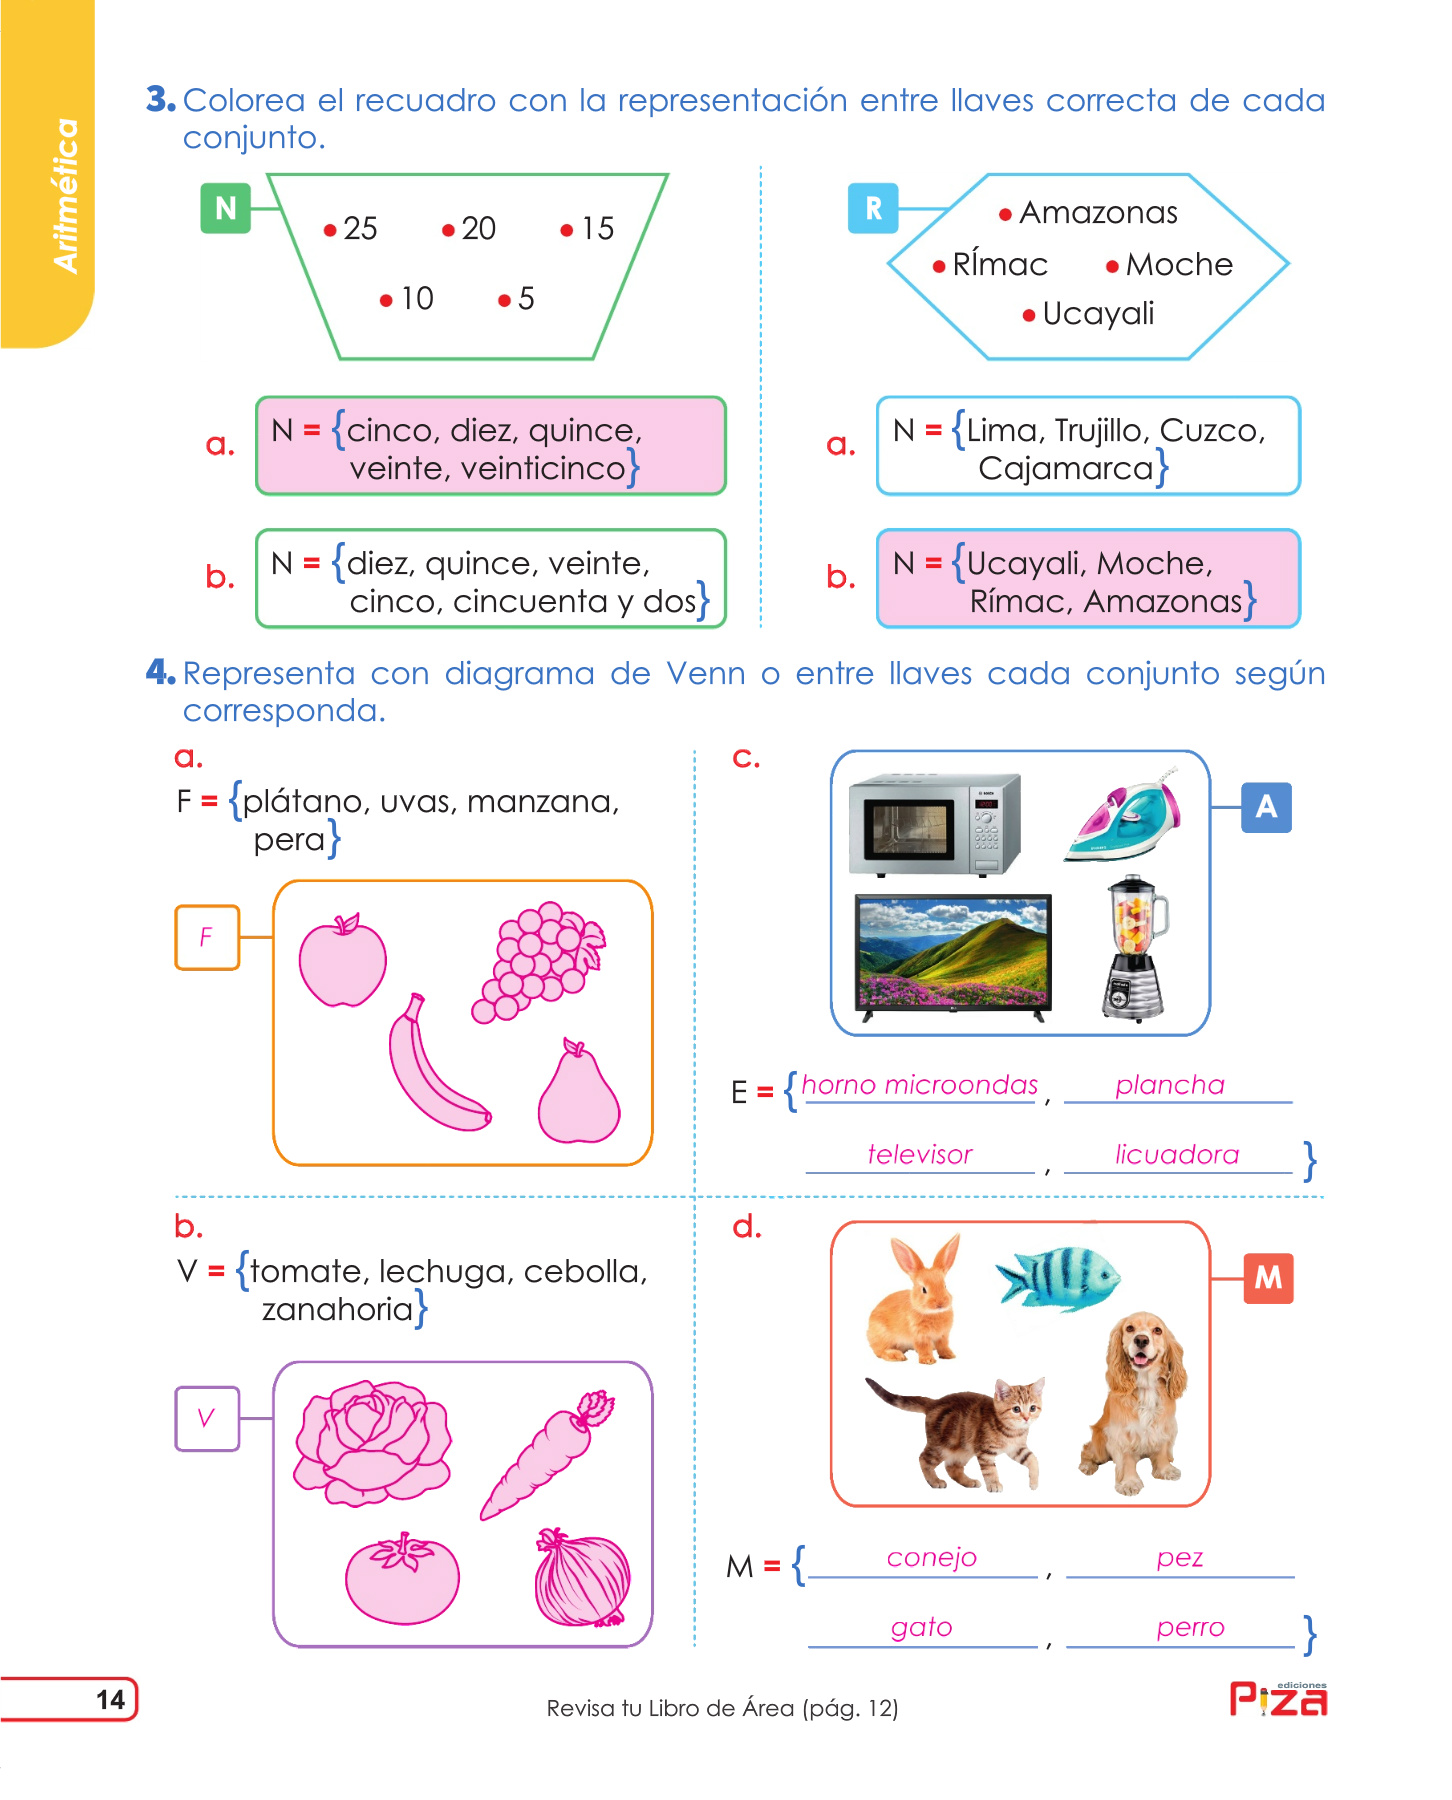 Aritmética
3. Colorea el recuadro con la representación entre llaves correcta de cada
conjunto.
N
• 25 • 20 • 15
• 10 • 5
R
• Amazonas
• RÍmac • Moche
• Ucayali
a. N = {cinco, diez, quince,
veinte, veinticinco}
b. N = {diez, quince, veinte,
cinco, cincuenta y dos}
a. N = {Lima, Trujillo, Cuzco,
Cajamarca}
b. N = {Ucayali, Moche,
Rímac, Amazonas}
4. Representa con diagrama de Venn o entre llaves cada conjunto según
corresponda.
a.
F = {plátano, uvas, manzana,
pera}
F
c.
A
E = {horno microondas , plancha
televisor , licuadora }
b.
V = {tomate, lechuga, cebolla,
zanahoria}
V
d.
M
M = { conejo , pez
gato , perro }
14
Revisa tu Libro de Área (pág. 12)
ediciones
Piza